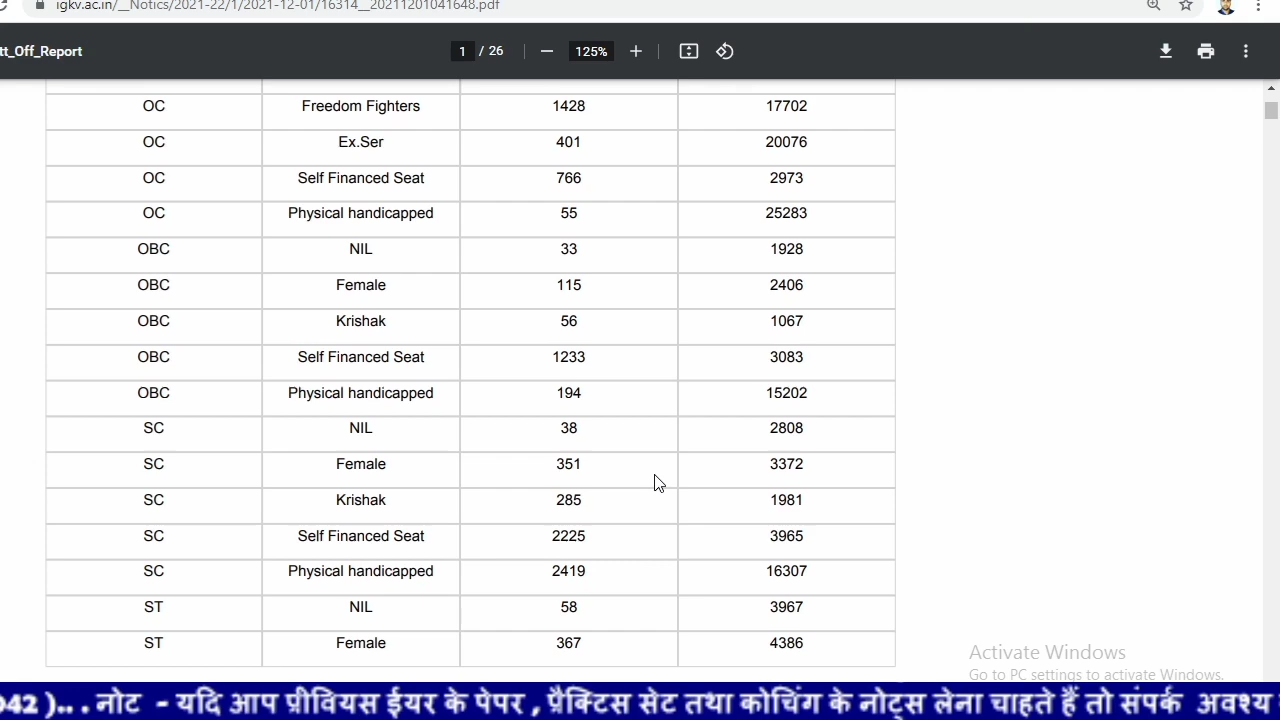 igkv.ac.in/__Notics/2021-22/1/2021-12-01/16314__20211201041648.pdf
tt_Off_Report 1 / 26 125%
OC Freedom Fighters 1428 17702
OC Ex.Ser 401 20076
OC Self Financed Seat 766 2973
OC Physical handicapped 55 25283
OBC NIL 33 1928
OBC Female 115 2406
OBC Krishak 56 1067
OBC Self Financed Seat 1233 3083
OBC Physical handicapped 194 15202
SC NIL 38 2808
SC Female 351 3372
SC Krishak 285 1981
SC Self Financed Seat 2225 3965
SC Physical handicapped 2419 16307
ST NIL 58 3967
ST Female 367 4386
Activate Windows
Go to PC settings to activate Windows.
042 ).. . नोट - यदि आप प्रीवियस ईयर के पेपर , प्रैक्टिस सेट तथा कोचिंग के नोट्स लेना चाहते हैं तो संपर्क अवश्य